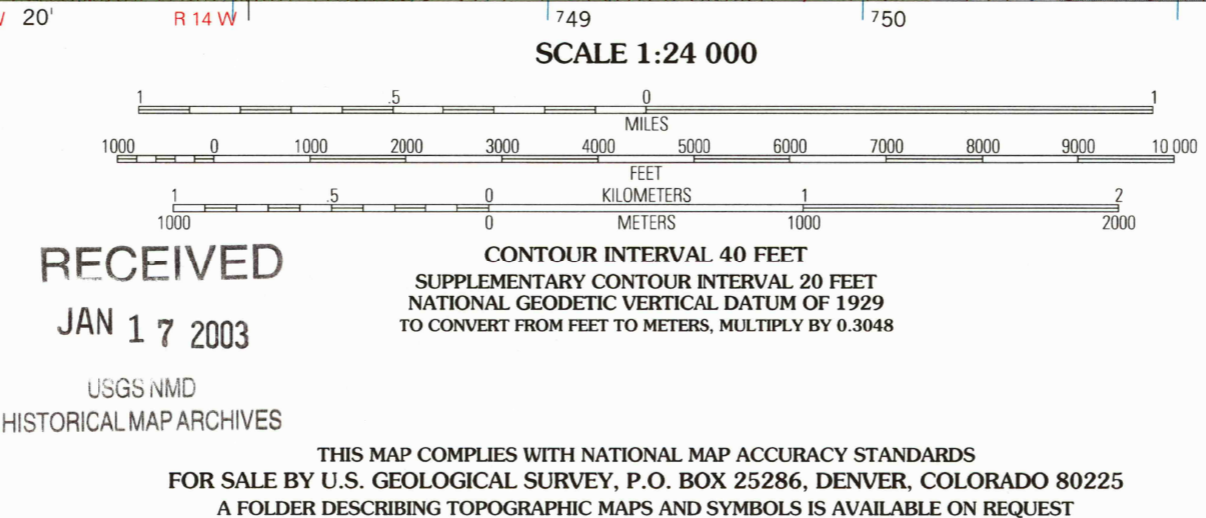 20' R 14 W 749 750
SCALE 1:24 000
1 .5 0 1
MILES
1000 0 1000 2000 3000 4000 5000 6000 7000 8000 9000 10 000
FEET
1 .5 0 KILOMETERS 1 2
1000 0 METERS 1000 2000
CONTOUR INTERVAL 40 FEET
SUPPLEMENTARY CONTOUR INTERVAL 20 FEET
NATIONAL GEODETIC VERTICAL DATUM OF 1929
TO CONVERT FROM FEET TO METERS, MULTIPLY BY 0.3048
RECEIVED
JAN 17 2003
USGS NMD
HISTORICAL MAP ARCHIVES
THIS MAP COMPLIES WITH NATIONAL MAP ACCURACY STANDARDS
FOR SALE BY U.S. GEOLOGICAL SURVEY, P.O. BOX 25286, DENVER, COLORADO 80225
A FOLDER DESCRIBING TOPOGRAPHIC MAPS AND SYMBOLS IS AVAILABLE ON REQUEST